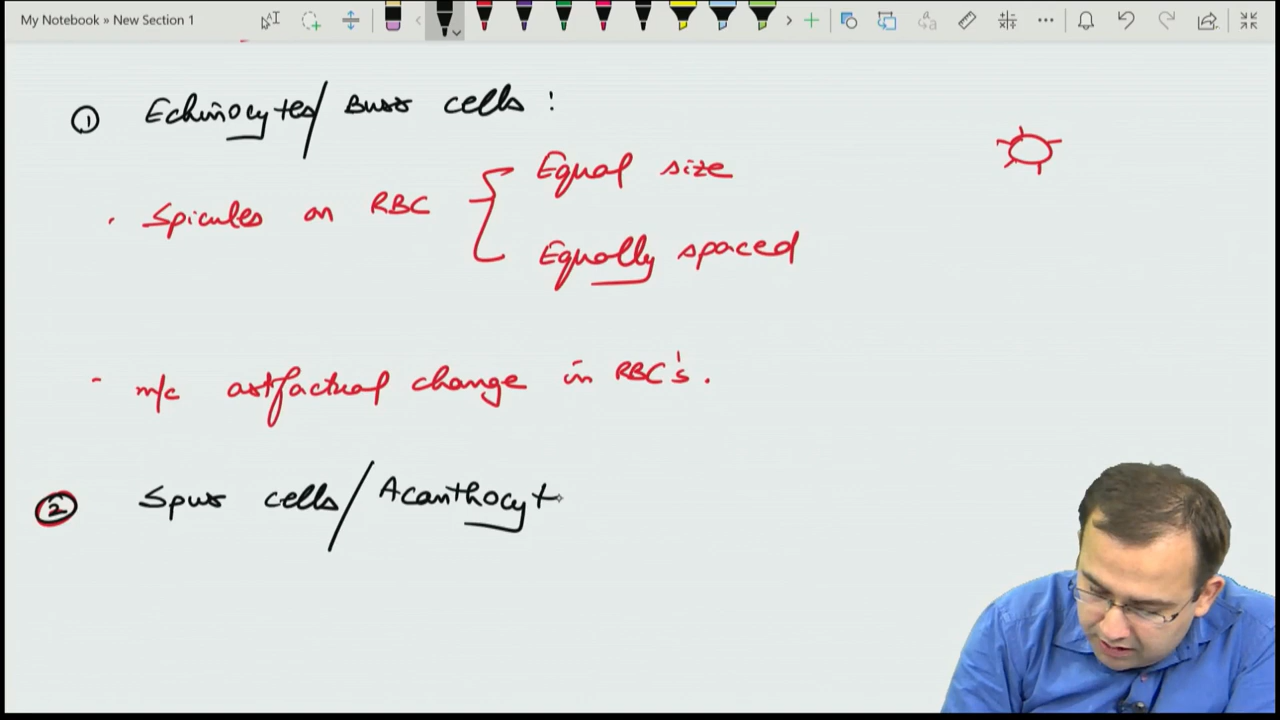 My Notebook » New Section 1
① Echinocytes/ Burr cells :
Equal size
· Spicules on RBC
Equally spaced
- m/c artfactual change in RBC's.
② Spur cells/ Acanthocyt